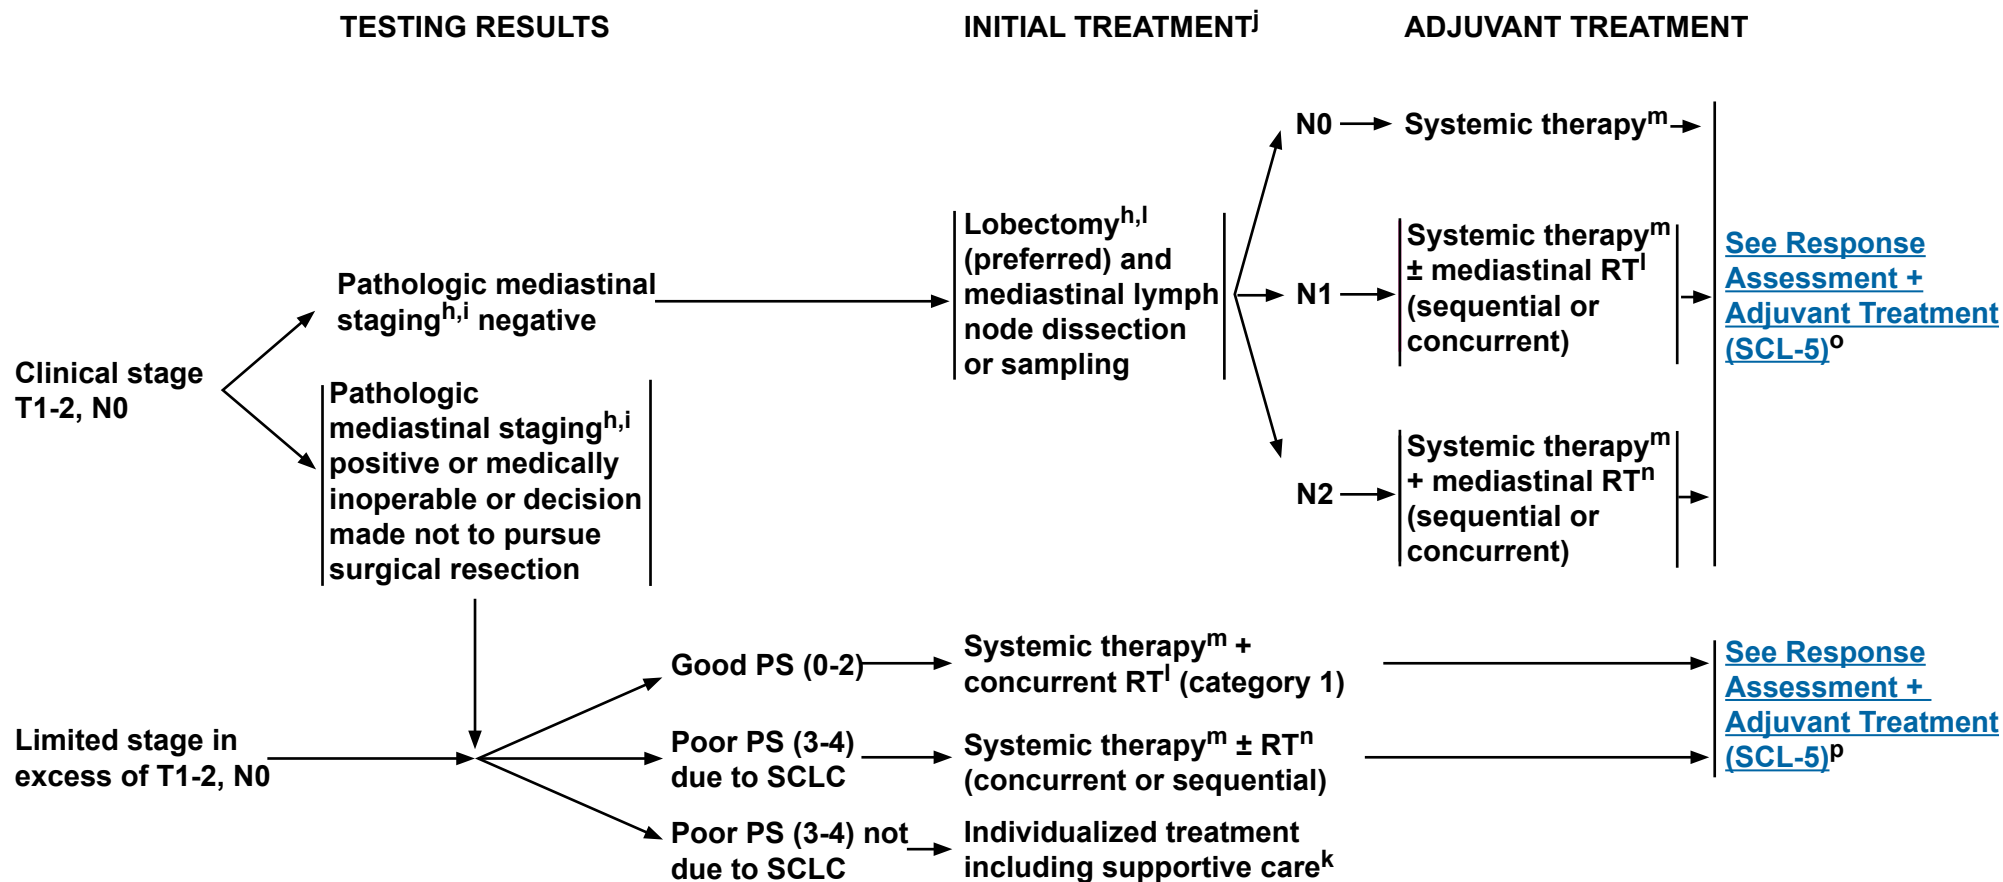 TESTING RESULTS
INITIAL TREATMENTj
ADJUVANT TREATMENT
Clinical stage
T1-2, N0
Pathologic mediastinal
stagingh,i negative
Pathologic
mediastinal stagingh,i
positive or medically
inoperable or decision
made not to pursue
surgical resection
Lobectomyh,l
(preferred) and
mediastinal lymph
node dissection
or sampling
N0
Systemic therapym
N1
Systemic therapym
± mediastinal RTl
(sequential or
concurrent)
N2
Systemic therapym
+ mediastinal RTn
(sequential or
concurrent)
See Response
Assessment +
Adjuvant Treatment
(SCL-5)o
Limited stage in
excess of T1-2, N0
Good PS (0-2)
Systemic therapym +
concurrent RTl (category 1)
Poor PS (3-4)
due to SCLC
Systemic therapym ± RTn
(concurrent or sequential)
Poor PS (3-4) not
due to SCLC
Individualized treatment
including supportive carek
See Response
Assessment +
Adjuvant Treatment
(SCL-5)p